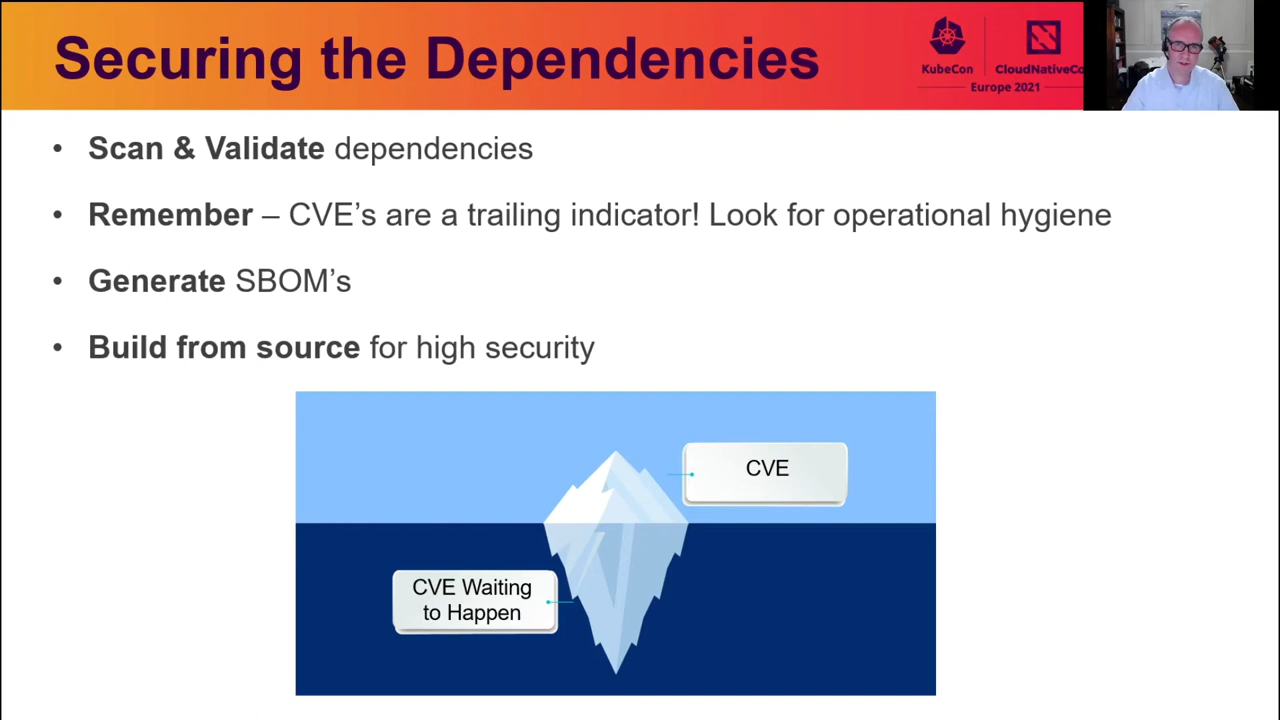 Securing the Dependencies
KubeCon
CloudNativeCo
Europe 2021
• Scan & Validate dependencies
• Remember – CVE’s are a trailing indicator! Look for operational hygiene
• Generate SBOM’s
• Build from source for high security
CVE
CVE Waiting
to Happen